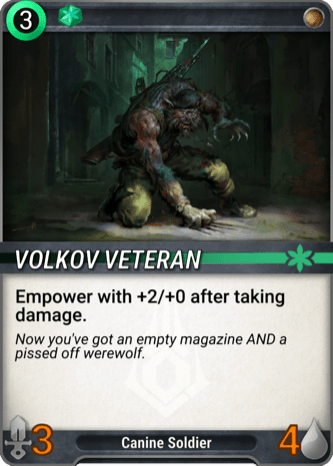 3
VOLKOV VETERAN
Empower with +2/+0 after taking
damage.
Now you've got an empty magazine AND a
pissed off werewolf.
3
Canine Soldier
4